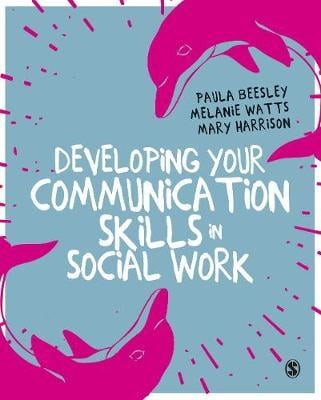 PAULA BEESLEY
MELANIE WATTS
MARY HARRISON
DEVELOPING YOUR
COMMUNICATION
SKILLS IN
SOCIAL WORK
S